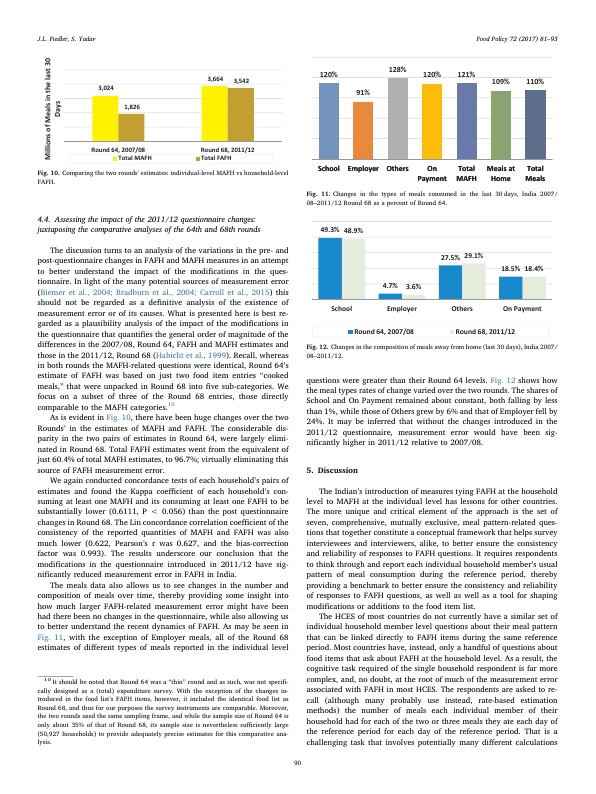 J.L. Fiedler, S. Yadav
Food Policy 72 (2017) 81–93
Millions of Meals in the last 30
Days
3,024
1,826
3,664
3,542
Round 64, 2007/08
Round 68, 2011/12
Total MAFH
Total FAFH
Fig. 10. Comparing the two rounds' estimates: individual-level MAFH vs household-level
FAFH.
4.4. Assessing the impact of the 2011/12 questionnaire changes:
juxtaposing the comparative analyses of the 64th and 68th rounds
The discussion turns to an analysis of the variations in the pre- and
post-questionnaire changes in FAFH and MAFH measures in an attempt
to better understand the impact of the modifications in the ques-
tionnaire. In light of the many potential sources of measurement error
(Biemer et al., 2004; Bradburn et al., 2004; Carroll et al., 2015) this
should not be regarded as a definitive analysis of the existence of
measurement error or of its causes. What is presented here is best re-
garded as a plausibility analysis of the impact of the modifications in
the questionnaire that quantifies the general order of magnitude of the
differences in the 2007/08, Round 64, FAFH and MAFH estimates and
those in the 2011/12, Round 68 (Habicht et al., 1999). Recall, whereas
in both rounds the MAFH-related questions were identical, Round 64's
estimate of FAFH was based on just two food item entries "cooked
meals," that were unpacked in Round 68 into five sub-categories. We
focus on a subset of three of the Round 68 entries, those directly
comparable to the MAFH categories.10
As is evident in Fig. 10, there have been huge changes over the two
Rounds' in the estimates of MAFH and FAFH. The considerable dis-
parity in the two pairs of estimates in Round 64, were largely elimi-
nated in Round 68. Total FAFH estimates went from the equivalent of
just 60.4% of total MAFH estimates, to 96.7%; virtually eliminating this
source of FAFH measurement error.
We again conducted concordance tests of each household's pairs of
estimates and found the Kappa coefficient of each household's con-
suming at least one MAFH and its consuming at least one FAFH to be
substantially lower (0.6111, P < 0.056) than the post questionnaire
changes in Round 68. The Lin concordance correlation coefficient of the
consistency of the reported quantities of MAFH and FAFH was also
much lower (0.622, Pearson's r was 0.627, and the bias-correction
factor was 0.993). The results underscore our conclusion that the
modifications in the questionnaire introduced in 2011/12 have sig-
nificantly reduced measurement error in FAFH in India.
The meals data also allows us to see changes in the number and
composition of meals over time, thereby providing some insight into
how much larger FAFH-related measurement error might have been
had there been no changes in the questionnaire, while also allowing us
to better understand the recent dynamics of FAFH. As may be seen in
Fig. 11, with the exception of Employer meals, all of the Round 68
estimates of different types of meals reported in the individual level
10 It should be noted that Round 64 was a "thin" round and as such, was not specifi-
cally designed as a (total) expenditure survey. With the exception of the changes in-
troduced in the food list's FAFH items, however, it included the identical food list as
Round 68, and thus for our purposes the survey instruments are comparable. Moreover,
the two rounds used the same sampling frame, and while the sample size of Round 64 is
only about 35% of that of Round 68, its sample size is nevertheless sufficiently large
(50,927 households) to provide adequately precise estimates for this comparative ana-
lysis.
120%
91%
128%
120%
121%
109%
110%
School
Employer
Others
On
Payment
Total
MAFH
Meals at
Home
Total
Meals
Fig. 11. Changes in the types of meals consumed in the last 30 days, India 2007/
08–2011/12 Round 68 as a percent of Round 64.
49.3%
48.9%
4.7%
3.6%
27.5%
29.1%
18.5%
18.4%
School
Employer
Others
On Payment
Round 64, 2007/08
Round 68, 2011/12
Fig. 12. Changes in the composition of meals away from home (last 30 days), India 2007/
08–2011/12.
questions were greater than their Round 64 levels. Fig. 12 shows how
the meal types rates of change varied over the two rounds. The shares of
School and On Payment remained about constant, both falling by less
than 1%, while those of Others grew by 6% and that of Employer fell by
24%. It may be inferred that without the changes introduced in the
2011/12 questionnaire, measurement error would have been sig-
nificantly higher in 2011/12 relative to 2007/08.
5. Discussion
The Indian's introduction of measures tying FAFH at the household
level to MAFH at the individual level has lessons for other countries.
The more unique and critical element of the approach is the set of
seven, comprehensive, mutually exclusive, meal pattern-related ques-
tions that together constitute a conceptual framework that helps survey
interviewees and interviewers, alike, to better ensure the consistency
and reliability of responses to FAFH questions. It requires respondents
to think through and report each individual household member's usual
pattern of meal consumption during the reference period, thereby
providing a benchmark to better ensure the consistency and reliability
of responses to FAFH questions, as well as well as a tool for shaping
modifications or additions to the food item list.
The HCES of most countries do not currently have a similar set of
individual household member level questions about their meal pattern
that can be linked directly to FAFH items during the same reference
period. Most countries have, instead, only a handful of questions about
food items that ask about FAFH at the household level. As a result, the
cognitive task required of the single household respondent is far more
complex, and, no doubt, at the root of much of the measurement error
associated with FAFH in most HCES. The respondents are asked to re-
call (although many probably use instead, rate-based estimation
methods) the number of meals each individual member of their
household had for each of the two or three meals they ate each day of
the reference period for each day of the reference period. That is a
challenging task that involves potentially many different calculations
90